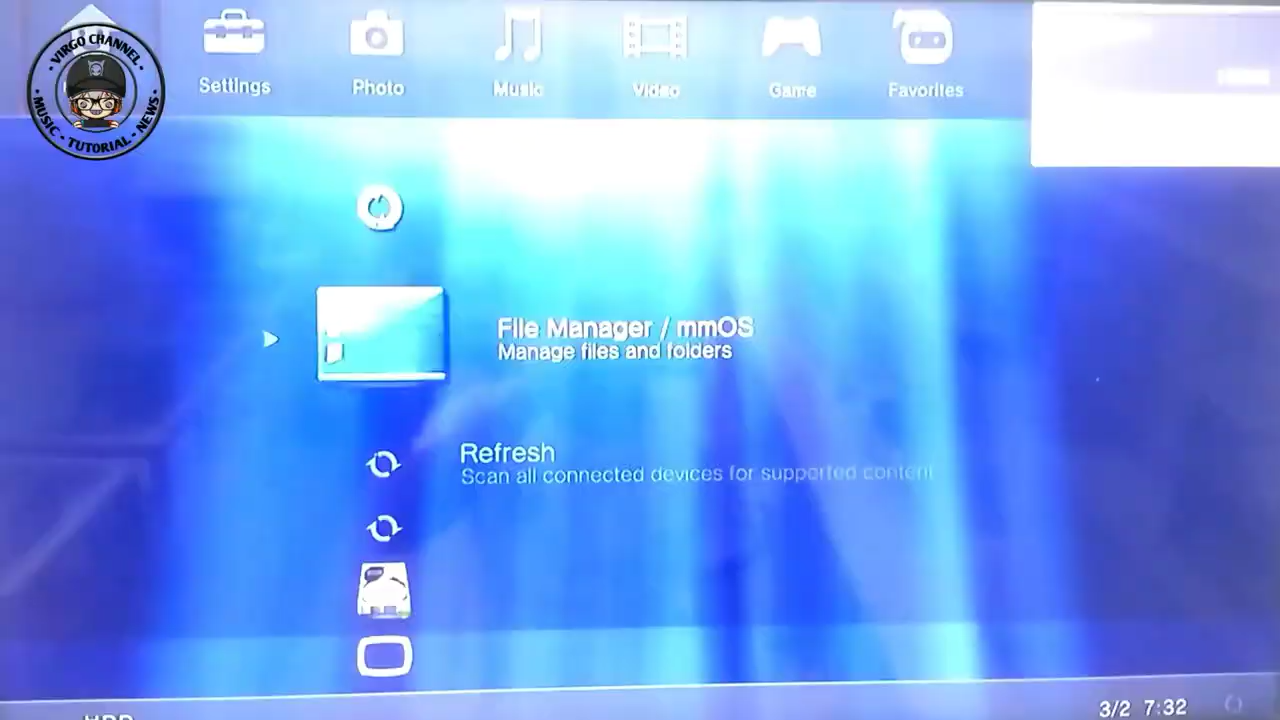 VIRGO CHANNEL
MUSIC • TUTORIAL • NEWS
Settings
Photo
Music
Video
Game
Favorites
File Manager / mmOS
Manage files and folders
Refresh
Scan all connected devices for supported content
3/2 7:32